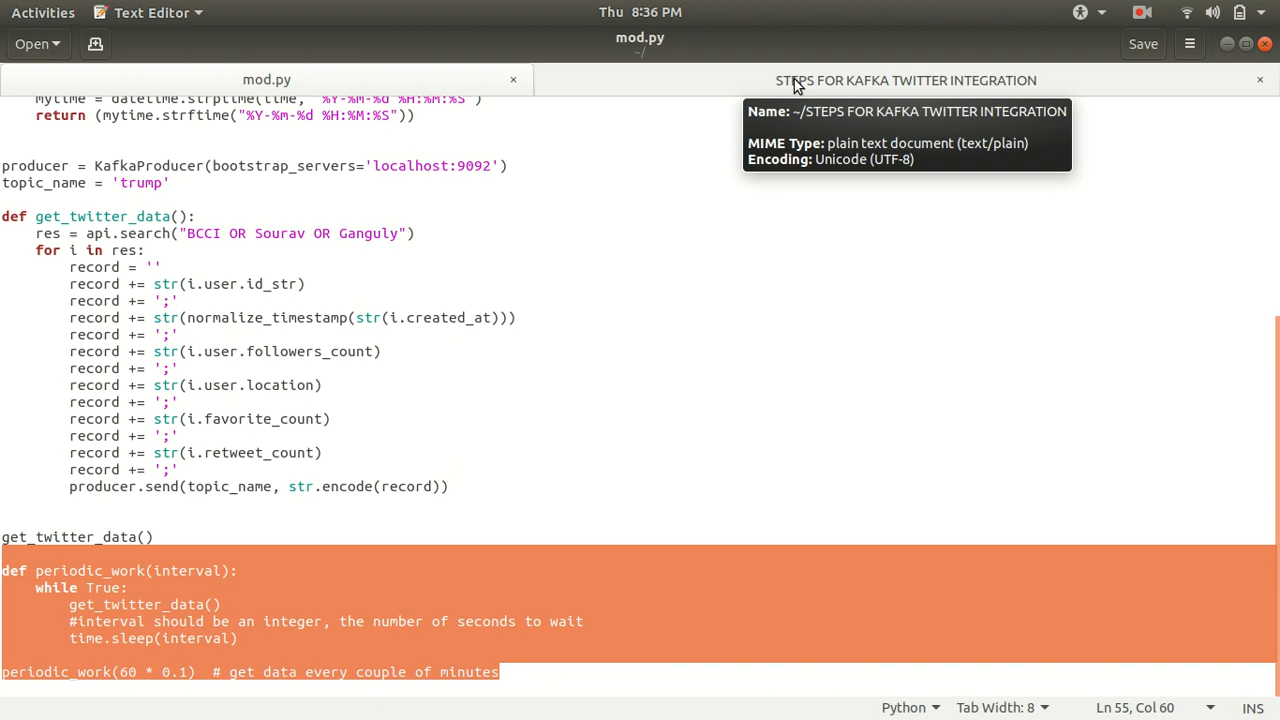 Activities Text Editor Thu 8:36 PM
Open mod.py Save
~/
mod.py × STEPS FOR KAFKA TWITTER INTEGRATION ×
Name: ~/STEPS FOR KAFKA TWITTER INTEGRATION
MIME Type: plain text document (text/plain)
Encoding: Unicode (UTF-8)
mytime = datetime.strptime(time, "%Y-%m-%d %H:%M:%S")
return (mytime.strftime("%Y-%m-%d %H:%M:%S"))
producer = KafkaProducer(bootstrap_servers='localhost:9092')
topic_name = 'trump'
def get_twitter_data():
res = api.search("BCCI OR Sourav OR Ganguly")
for i in res:
record = ''
record += str(i.user.id_str)
record += ';'
record += str(normalize_timestamp(str(i.created_at)))
record += ';'
record += str(i.user.followers_count)
record += ';'
record += str(i.user.location)
record += ';'
record += str(i.favorite_count)
record += ';'
record += str(i.retweet_count)
record += ';'
producer.send(topic_name, str.encode(record))
get_twitter_data()
def periodic_work(interval):
while True:
get_twitter_data()
#interval should be an integer, the number of seconds to wait
time.sleep(interval)
periodic_work(60 * 0.1)  # get data every couple of minutes
Python Tab Width: 8 Ln 55, Col 60 INS